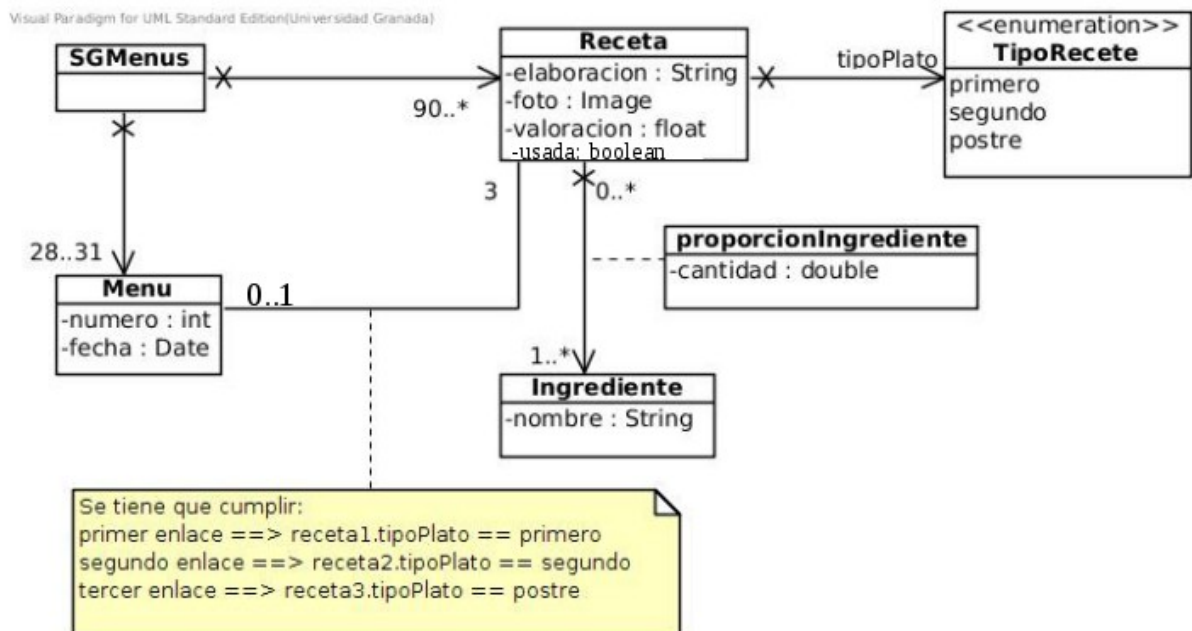 Visual Paradigm for UML Standard Edition(Universidad Granada)
SGMenus
90..*
28..31
Receta
-elaboracion : String
-foto : Image
-valoracion : float
-usada: boolean
tipoPlato
<<enumeration>>
TipoRecete
primero
segundo
postre
3
0..*
proporcionIngrediente
-cantidad : double
Menu
-numero : int
-fecha : Date
0..1
1..*
Ingrediente
-nombre : String
Se tiene que cumplir:
primer enlace ==> receta1.tipoPlato == primero
segundo enlace ==> receta2.tipoPlato == segundo
tercer enlace ==> receta3.tipoPlato == postre